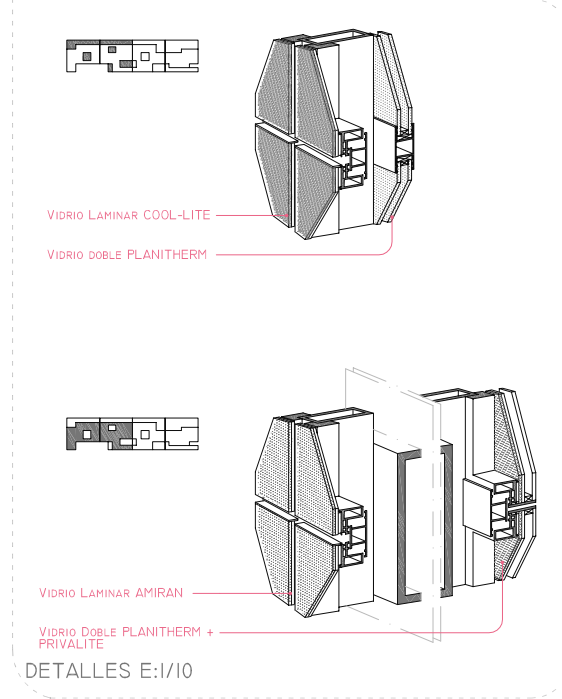 Vidrio Laminar COOL-LITE
Vidrio doble PLANITHERM
Vidrio Laminar AMIRAN
Vidrio Doble PLANITHERM +
PRIVALITE
DETALLES E:1/10